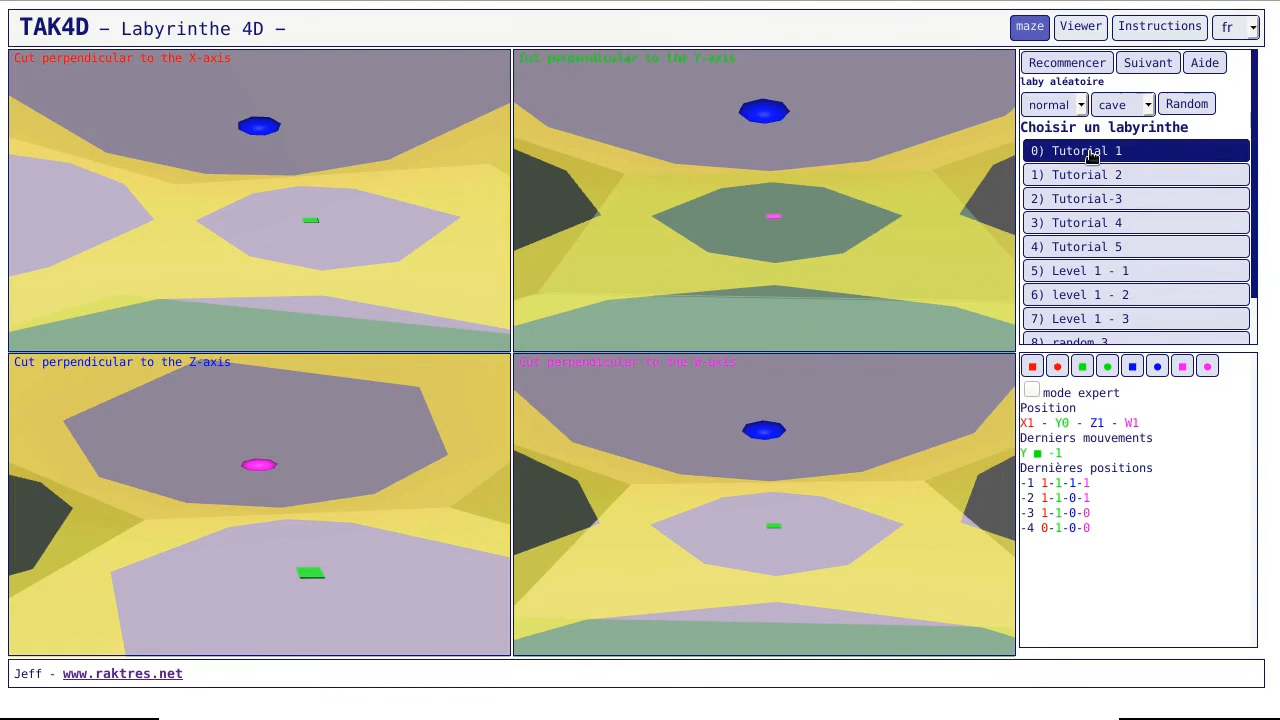 TAK4D – Labyrinthe 4D –
maze Viewer Instructions fr
Cut perpendicular to the X-axis
Cut perpendicular to the Y-axis
Recommencer Suivant Aide
laby aléatoire
normal cave Random
Choisir un labyrinthe
0) Tutorial 1
1) Tutorial 2
2) Tutorial-3
3) Tutorial 4
4) Tutorial 5
5) Level 1 - 1
6) level 1 - 2
7) Level 1 - 3
8) random 3
Cut perpendicular to the Z-axis
Cut perpendicular to the W-axis
mode expert
Position
X1 - Y0 - Z1 - W1
Derniers mouvements
Y ■ -1
Dernières positions
-1 1-1-1-1
-2 1-1-0-1
-3 1-1-0-0
-4 0-1-0-0
Jeff - www.raktres.net